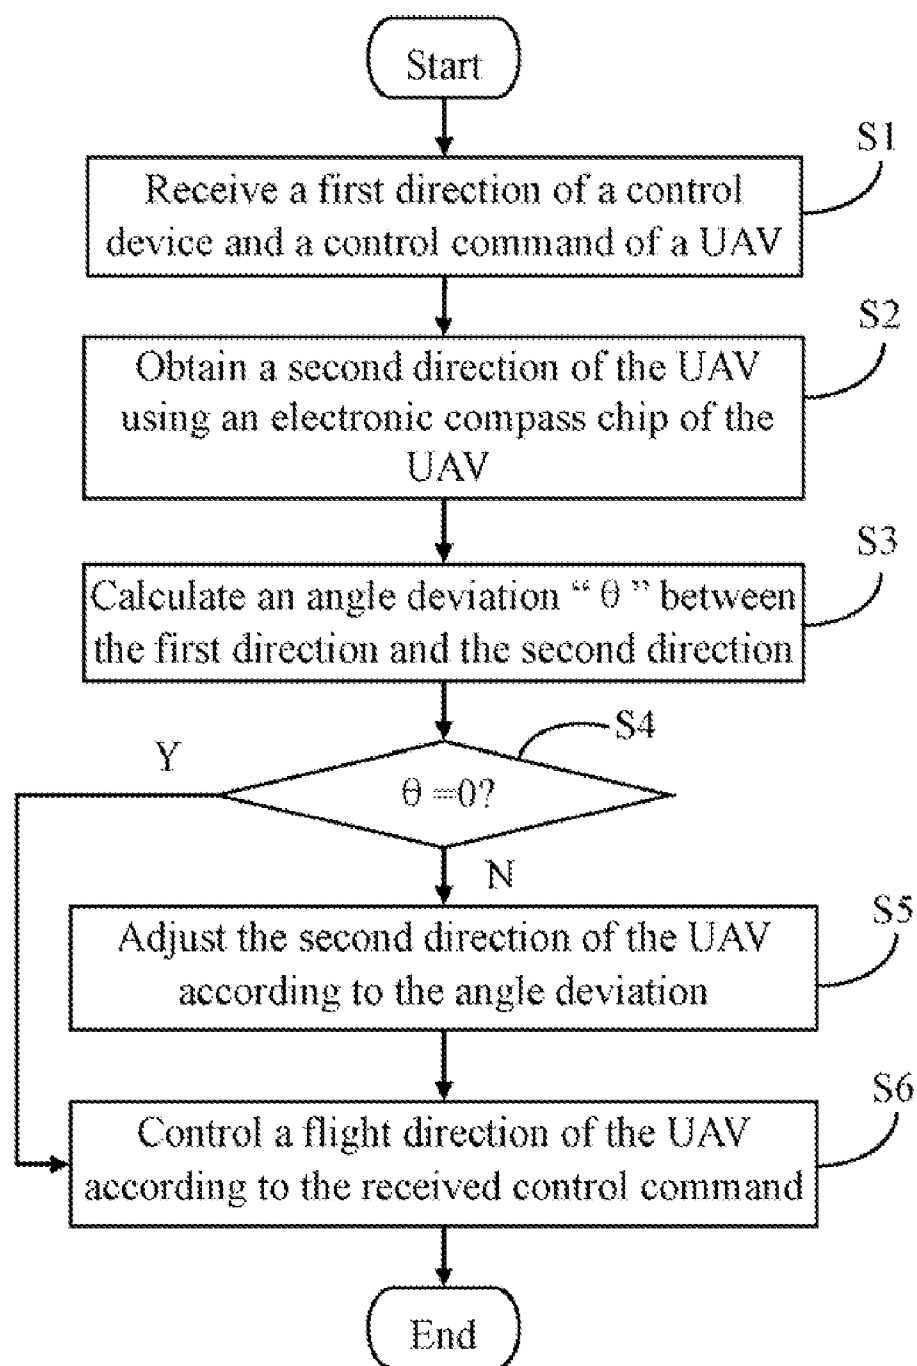 Start
S1
Receive a first direction of a control
device and a control command of a UAV
S2
Obtain a second direction of the UAV
using an electronic compass chip of the
UAV
S3
Calculate an angle deviation “ θ ” between
the first direction and the second direction
S4
Y
θ =0?
N
S5
Adjust the second direction of the UAV
according to the angle deviation
S6
Control a flight direction of the UAV
according to the received control command
End